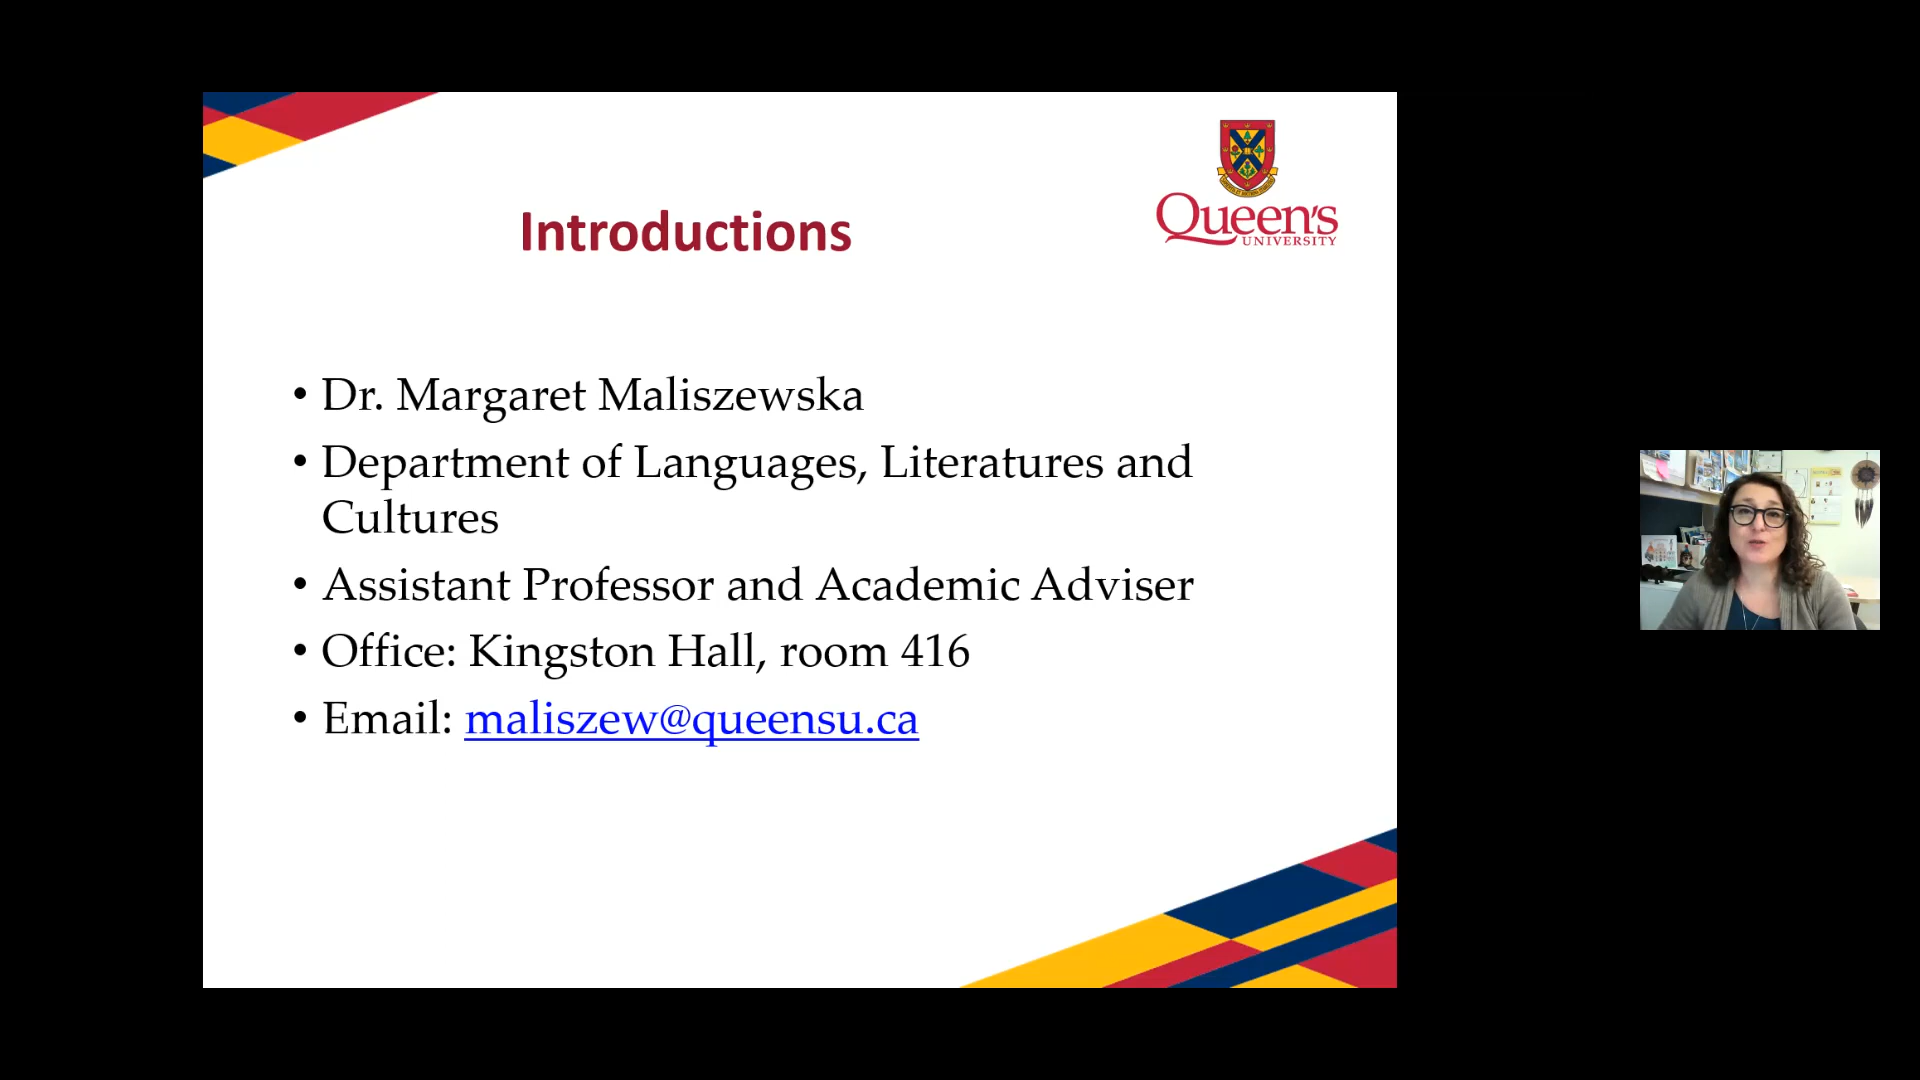 Queen's
UNIVERSITY
Introductions
• Dr. Margaret Maliszewska
• Department of Languages, Literatures and
Cultures
• Assistant Professor and Academic Adviser
• Office: Kingston Hall, room 416
• Email: maliszew@queensu.ca